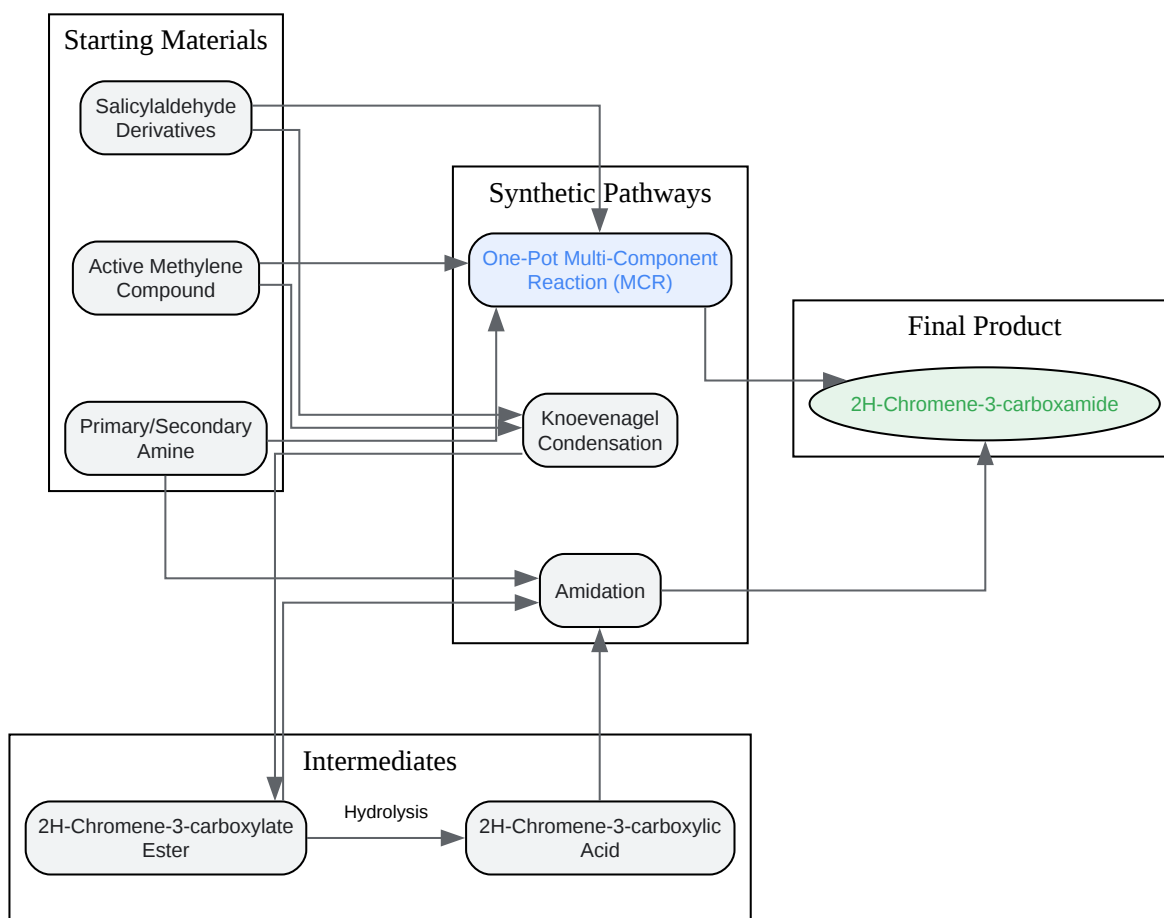 Starting Materials
Salicylaldehyde
Derivatives
Active Methylene
Compound
Primary/Secondary
Amine
Synthetic Pathways
One-Pot Multi-Component
Reaction (MCR)
Knoevenagel
Condensation
Amidation
Final Product
2H-Chromene-3-carboxamide
Intermediates
2H-Chromene-3-carboxylate
Ester
Hydrolysis
2H-Chromene-3-carboxylic
Acid